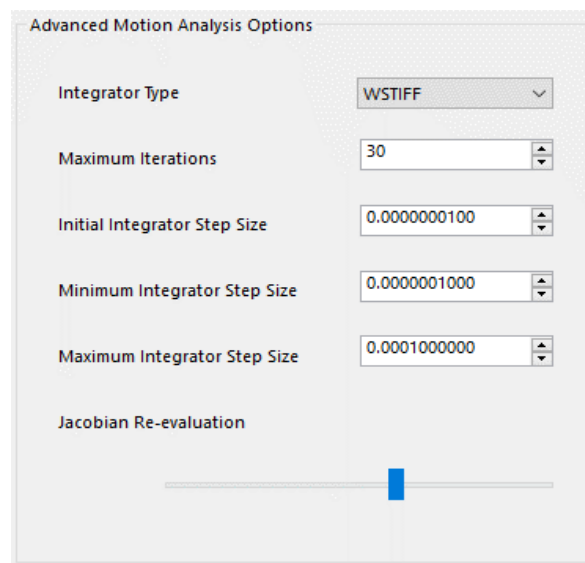 Advanced Motion Analysis Options
Integrator Type WSTIFF
Maximum Iterations 30
Initial Integrator Step Size 0.0000000100
Minimum Integrator Step Size 0.0000001000
Maximum Integrator Step Size 0.0001000000
Jacobian Re-evaluation